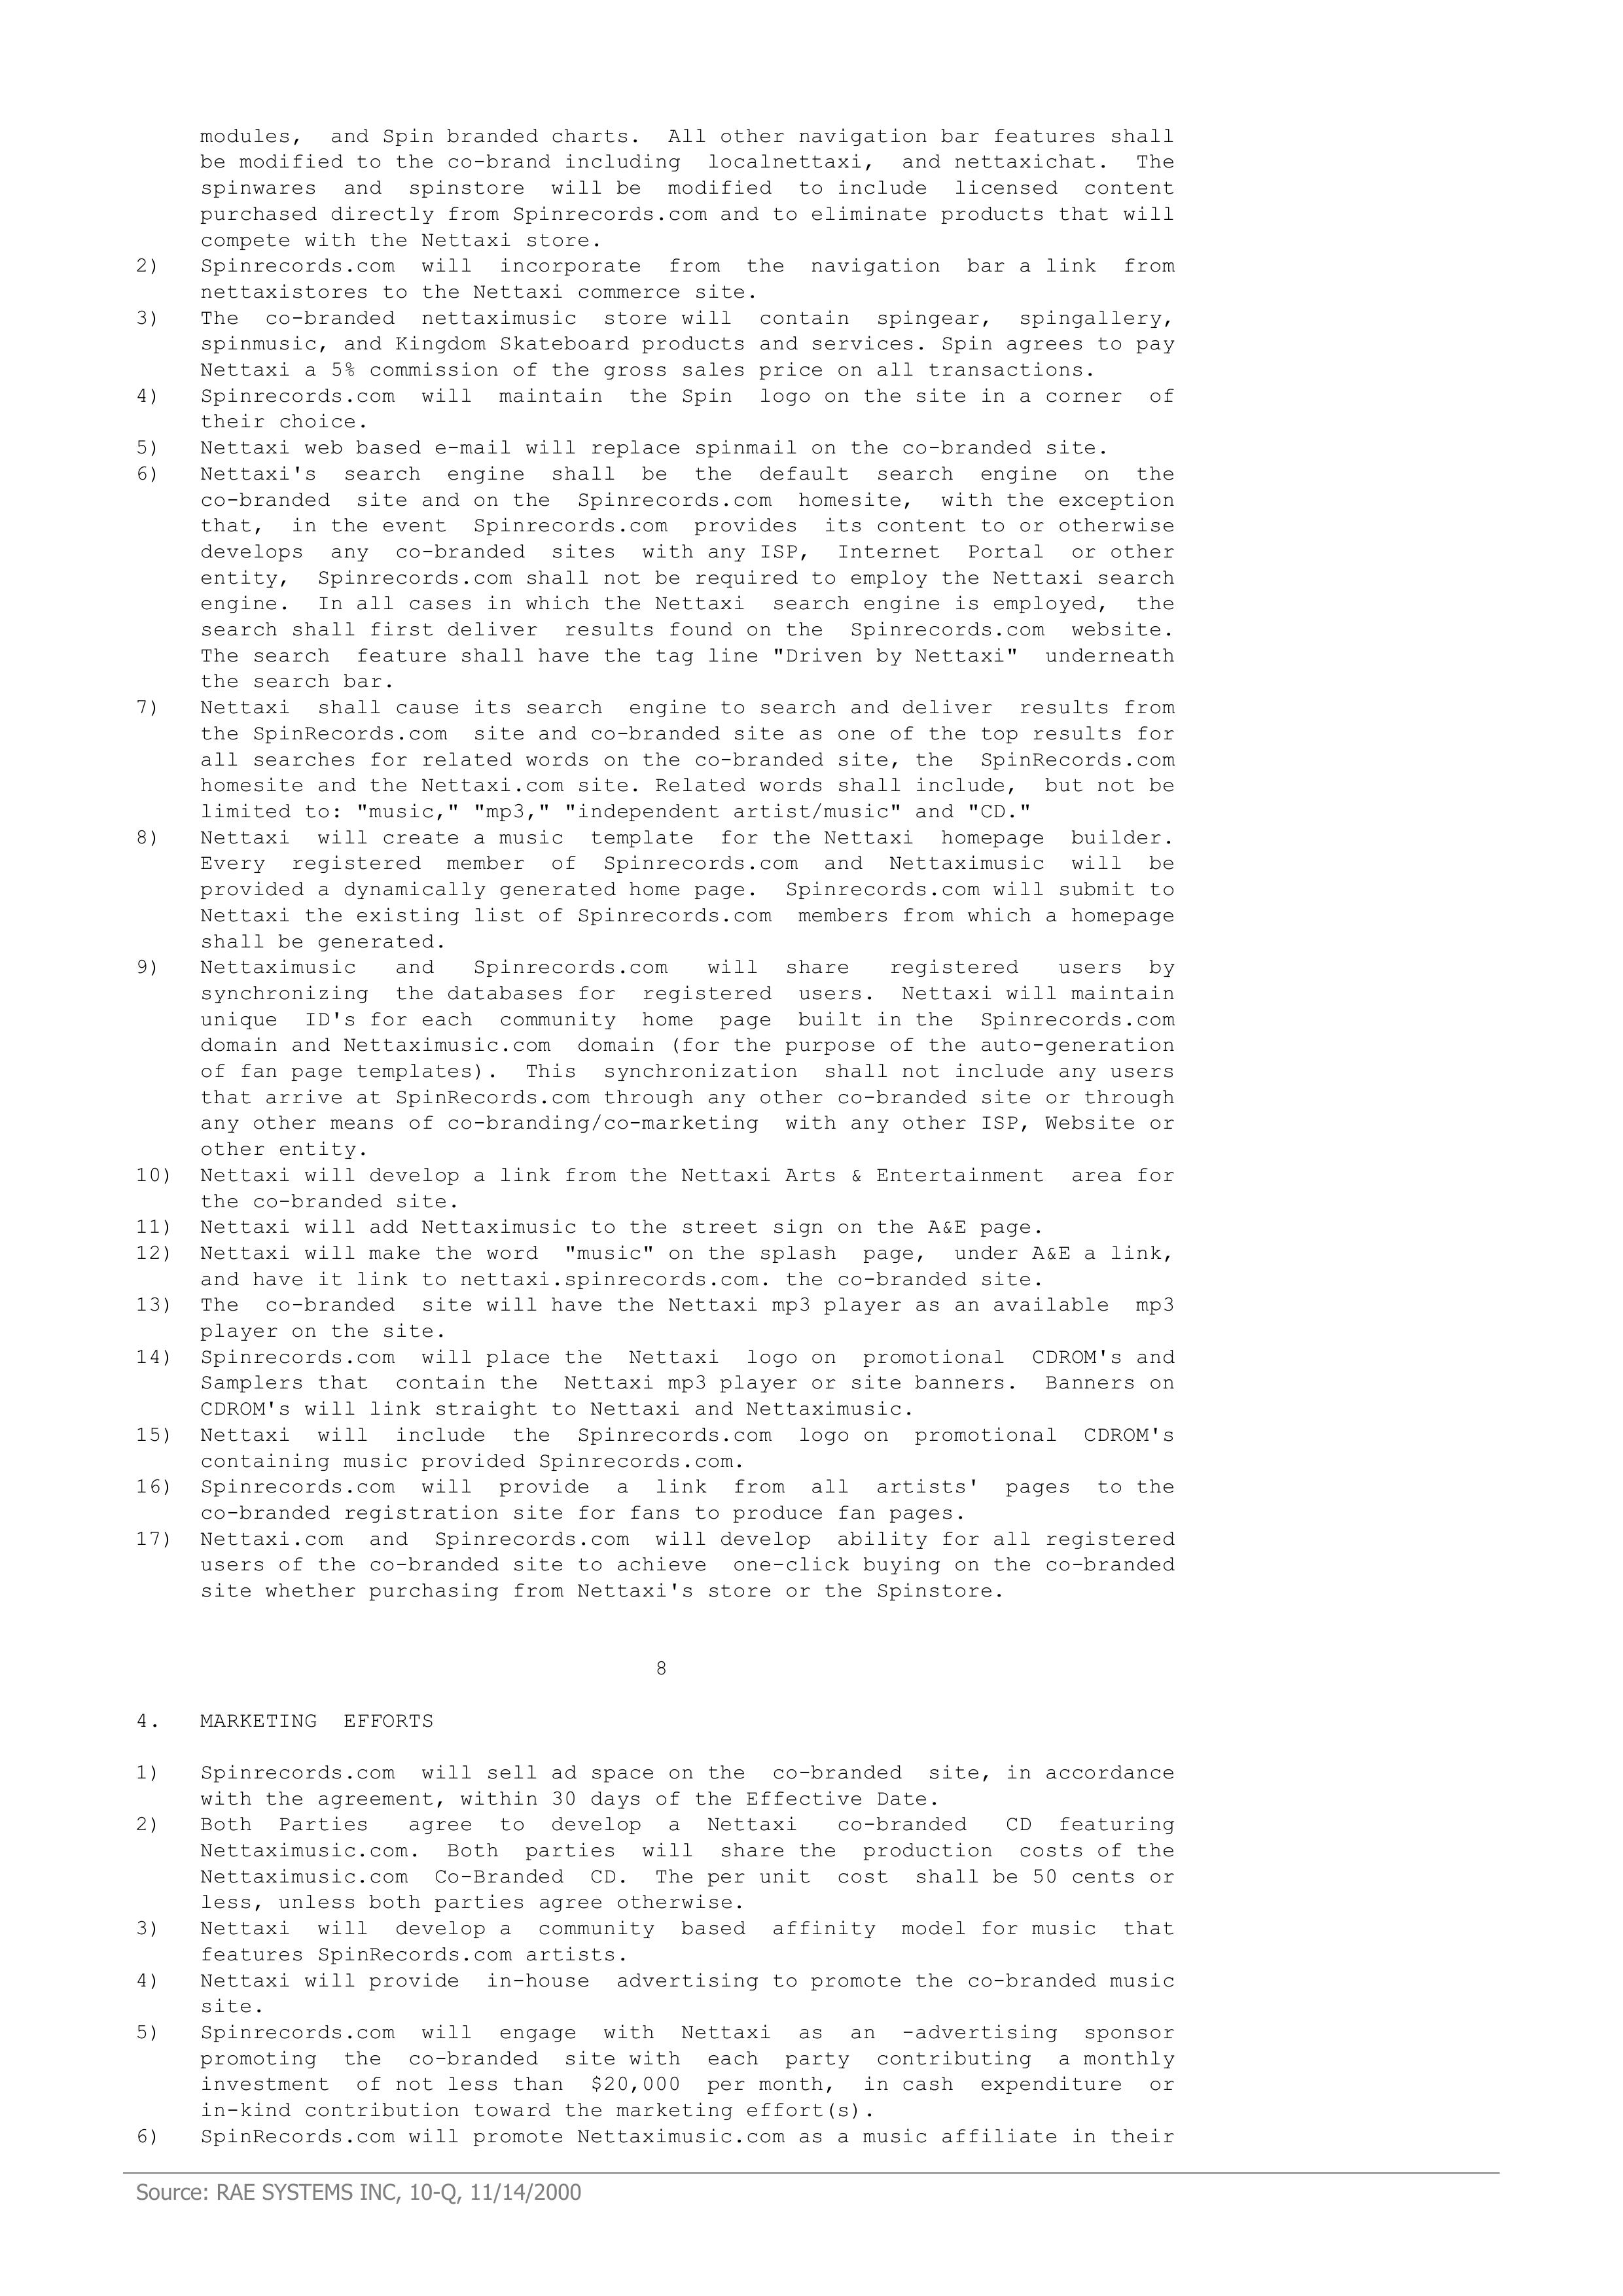 modules, and Spin branded charts. All other navigation bar features shall
be modified to the co-brand including localnettaxi, and nettaxichat. The
spinwares and spinstore will be modified to include licensed content
purchased directly from Spinrecords.com and to eliminate products that will
compete with the Nettaxi store.
2) Spinrecords.com will incorporate from the navigation bar a link from
nettaxistores to the Nettaxi commerce site.
3) The co-branded nettaximusic store will contain spingear, spingallery,
spinmusic, and Kingdom Skateboard products and services. Spin agrees to pay
Nettaxi a 5% commission of the gross sales price on all transactions.
4) Spinrecords.com will maintain the Spin logo on the site in a corner of
their choice.
5) Nettaxi web based e-mail will replace spinmail on the co-branded site.
6) Nettaxi's search engine shall be the default search engine on the
co-branded site and on the Spinrecords.com homesite, with the exception
that, in the event Spinrecords.com provides its content to or otherwise
develops any co-branded sites with any ISP, Internet Portal or other
entity, Spinrecords.com shall not be required to employ the Nettaxi search
engine. In all cases in which the Nettaxi search engine is employed, the
search shall first deliver results found on the Spinrecords.com website.
The search feature shall have the tag line "Driven by Nettaxi" underneath
the search bar.
7) Nettaxi shall cause its search engine to search and deliver results from
the SpinRecords.com site and co-branded site as one of the top results for
all searches for related words on the co-branded site, the SpinRecords.com
homesite and the Nettaxi.com site. Related words shall include, but not be
limited to: "music," "mp3," "independent artist/music" and "CD."
8) Nettaxi will create a music template for the Nettaxi homepage builder.
Every registered member of Spinrecords.com and Nettaximusic will be
provided a dynamically generated home page. Spinrecords.com will submit to
Nettaxi the existing list of Spinrecords.com members from which a homepage
shall be generated.
9) Nettaximusic and Spinrecords.com will share registered users by
synchronizing the databases for registered users. Nettaxi will maintain
unique ID's for each community home page built in the Spinrecords.com
domain and Nettaximusic.com domain (for the purpose of the auto-generation
of fan page templates). This synchronization shall not include any users
that arrive at SpinRecords.com through any other co-branded site or through
any other means of co-branding/co-marketing with any other ISP, Website or
other entity.
10) Nettaxi will develop a link from the Nettaxi Arts & Entertainment area for
the co-branded site.
11) Nettaxi will add Nettaximusic to the street sign on the A&E page.
12) Nettaxi will make the word "music" on the splash page, under A&E a link,
and have it link to nettaxi.spinrecords.com. the co-branded site.
13) The co-branded site will have the Nettaxi mp3 player as an available mp3
player on the site.
14) Spinrecords.com will place the Nettaxi logo on promotional CDROM's and
Samplers that contain the Nettaxi mp3 player or site banners. Banners on
CDROM's will link straight to Nettaxi and Nettaximusic.
15) Nettaxi will include the Spinrecords.com logo on promotional CDROM's
containing music provided Spinrecords.com.
16) Spinrecords.com will provide a link from all artists' pages to the
co-branded registration site for fans to produce fan pages.
17) Nettaxi.com and Spinrecords.com will develop ability for all registered
users of the co-branded site to achieve one-click buying on the co-branded
site whether purchasing from Nettaxi's store or the Spinstore.
8
4. MARKETING EFFORTS
1) Spinrecords.com will sell ad space on the co-branded site, in accordance
with the agreement, within 30 days of the Effective Date.
2) Both Parties agree to develop a Nettaxi co-branded CD featuring
Nettaximusic.com. Both parties will share the production costs of the
Nettaximusic.com Co-Branded CD. The per unit cost shall be 50 cents or
less, unless both parties agree otherwise.
3) Nettaxi will develop a community based affinity model for music that
features SpinRecords.com artists.
4) Nettaxi will provide in-house advertising to promote the co-branded music
site.
5) Spinrecords.com will engage with Nettaxi as an -advertising sponsor
promoting the co-branded site with each party contributing a monthly
investment of not less than $20,000 per month, in cash expenditure or
in-kind contribution toward the marketing effort(s).
6) SpinRecords.com will promote Nettaximusic.com as a music affiliate in their
Source: RAE SYSTEMS INC, 10-Q, 11/14/2000